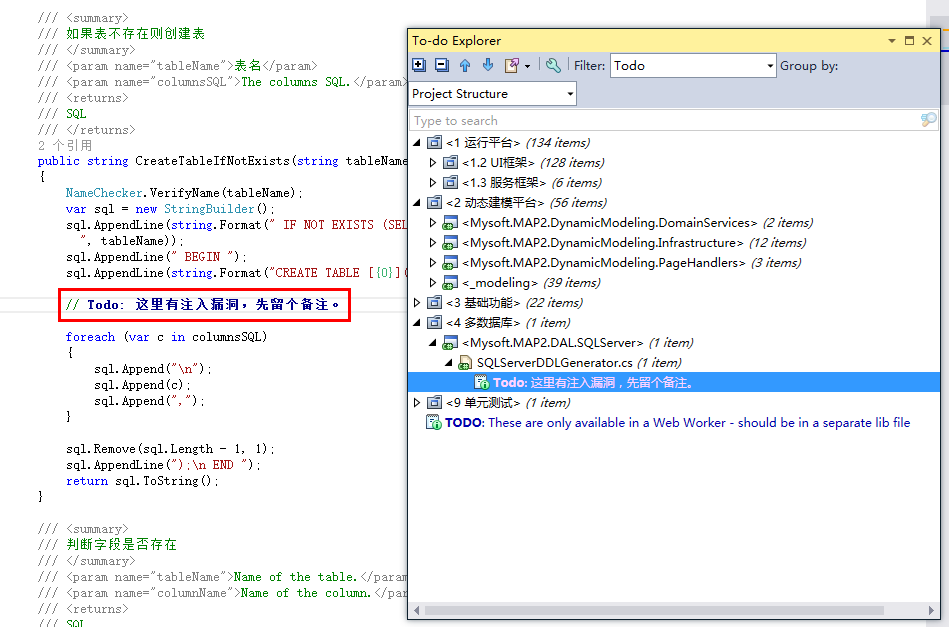 /// <summary>
/// 如果表不存在则创建表
/// </summary>
/// <param name="tableName">表名</param>
/// <param name="columnsSQL">The columns SQL.</param>
/// <returns>
/// SQL
/// </returns>
2 个引用
public string CreateTableIfNotExists(string tableName
{
NameChecker.VerifyName(tableName);
var sql = new StringBuilder();
sql.AppendLine(string.Format(" IF NOT EXISTS (SEL
", tableName));
sql.AppendLine(" BEGIN ");
sql.AppendLine(string.Format("CREATE TABLE [{0}](
// Todo: 这里有注入漏洞，先留个备注。
foreach (var c in columnsSQL)
{
sql.Append("\n");
sql.Append(c);
sql.Append(",");
}
sql.Remove(sql.Length - 1, 1);
sql.AppendLine(");\n END ");
return sql.ToString();
}
/// <summary>
/// 判断字段是否存在
/// </summary>
/// <param name="tableName">Name of the table.</param
/// <param name="columnName">Name of the column.</par
/// <returns>
/// SQL
To-do Explorer
Filter: Todo Group by:
Project Structure
Type to search
<1 运行平台> (134 items)
<1.2 UI框架> (128 items)
<1.3 服务框架> (6 items)
<2 动态建模平台> (56 items)
<Mysoft.MAP2.DynamicModeling.DomainServices> (2 items)
<Mysoft.MAP2.DynamicModeling.Infrastructure> (12 items)
<Mysoft.MAP2.DynamicModeling.PageHandlers> (3 items)
<_modeling> (39 items)
<3 基础功能> (22 items)
<4 多数据库> (1 item)
<Mysoft.MAP2.DAL.SQLServer> (1 item)
SQLServerDDLGenerator.cs (1 item)
Todo: 这里有注入漏洞，先留个备注。
<9 单元测试> (1 item)
TODO: These are only available in a Web Worker - should be in a separate lib file